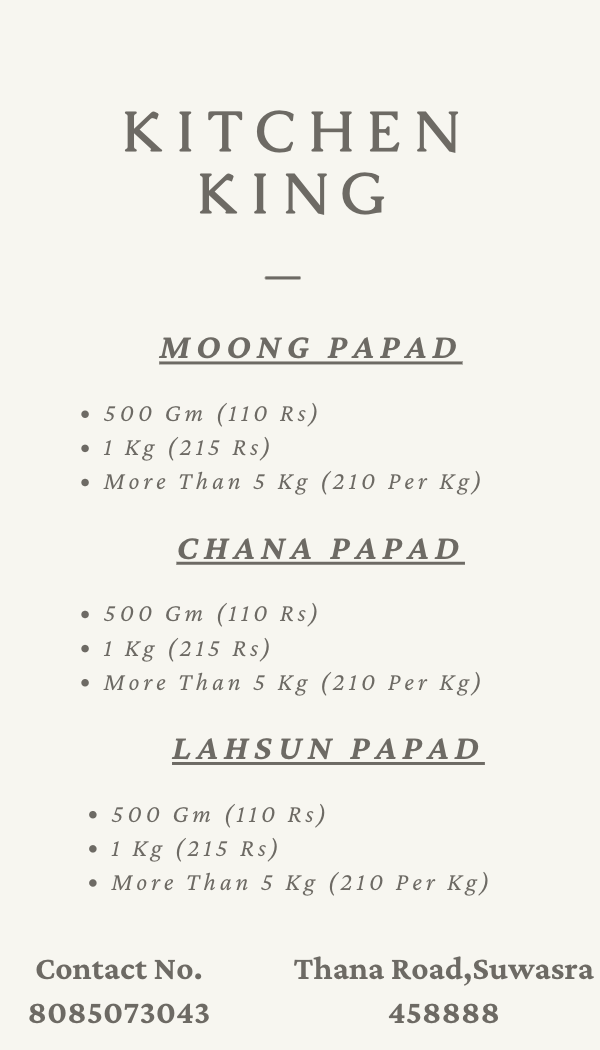 KITCHEN
KING
—
MOONG PAPAD
• 500 Gm (110 Rs)
• 1 Kg (215 Rs)
• More Than 5 Kg (210 Per Kg)
CHANA PAPAD
• 500 Gm (110 Rs)
• 1 Kg (215 Rs)
• More Than 5 Kg (210 Per Kg)
LAHSUN PAPAD
• 500 Gm (110 Rs)
• 1 Kg (215 Rs)
• More Than 5 Kg (210 Per Kg)
Contact No.
8085073043
Thana Road,Suwasra
458888